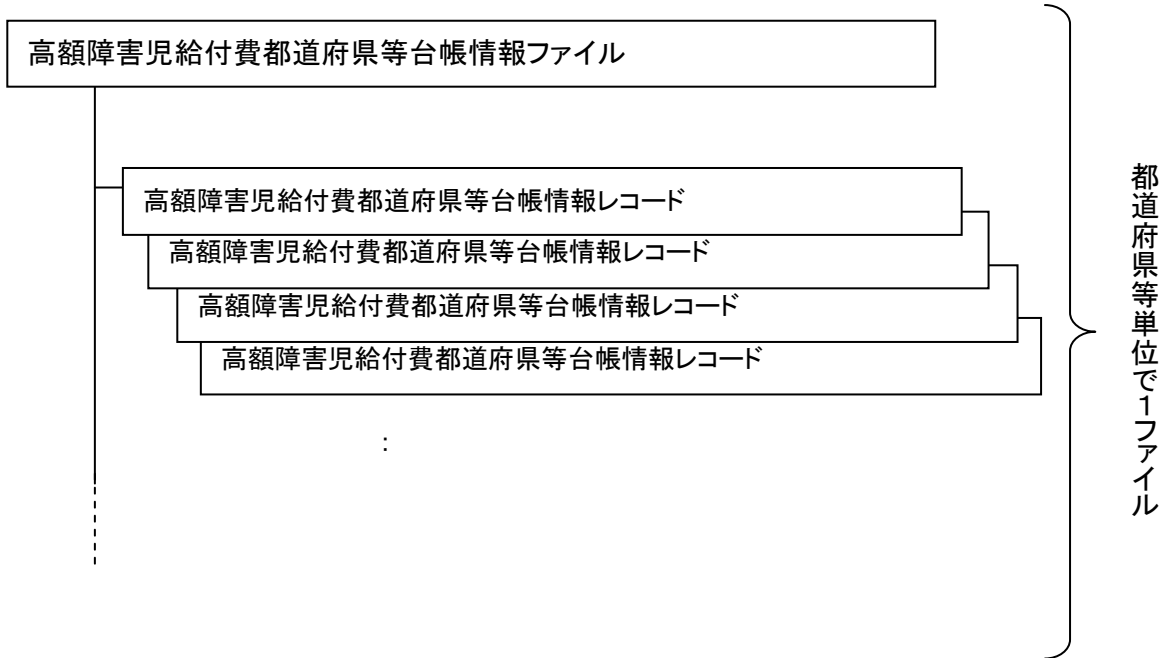 高額障害児給付費都道府県等台帳情報ファイル
高額障害児給付費都道府県等台帳情報レコード
高額障害児給付費都道府県等台帳情報レコード
高額障害児給付費都道府県等台帳情報レコード
高額障害児給付費都道府県等台帳情報レコード
:
都道府県等単位で1ファイル